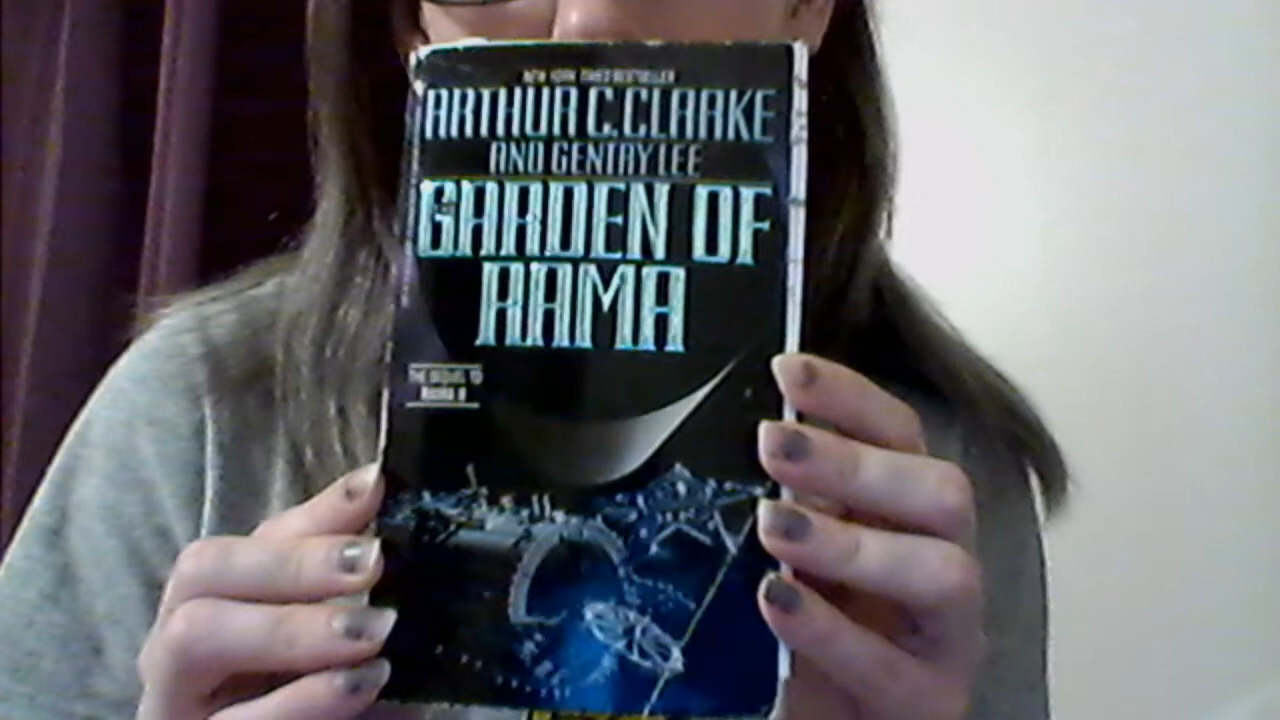 NEW YORK TIMES BESTSELLER
ARTHUR C. CLARKE
AND GENTRY LEE
GARDEN OF
RAMA
THE SEQUEL TO
RAMA II